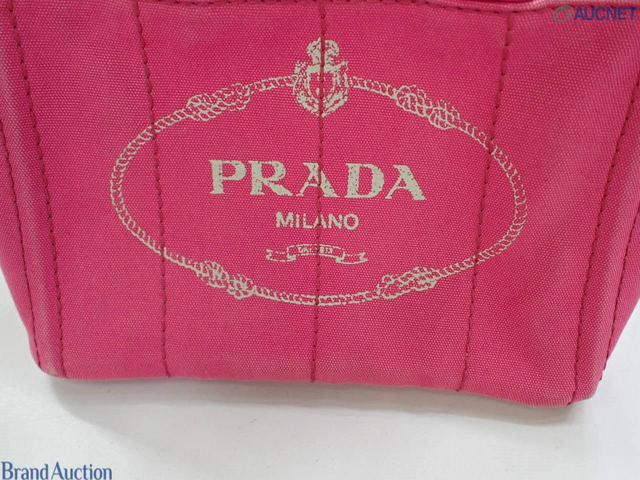 AUCNET
PRADA
MILANO
Brand Auction